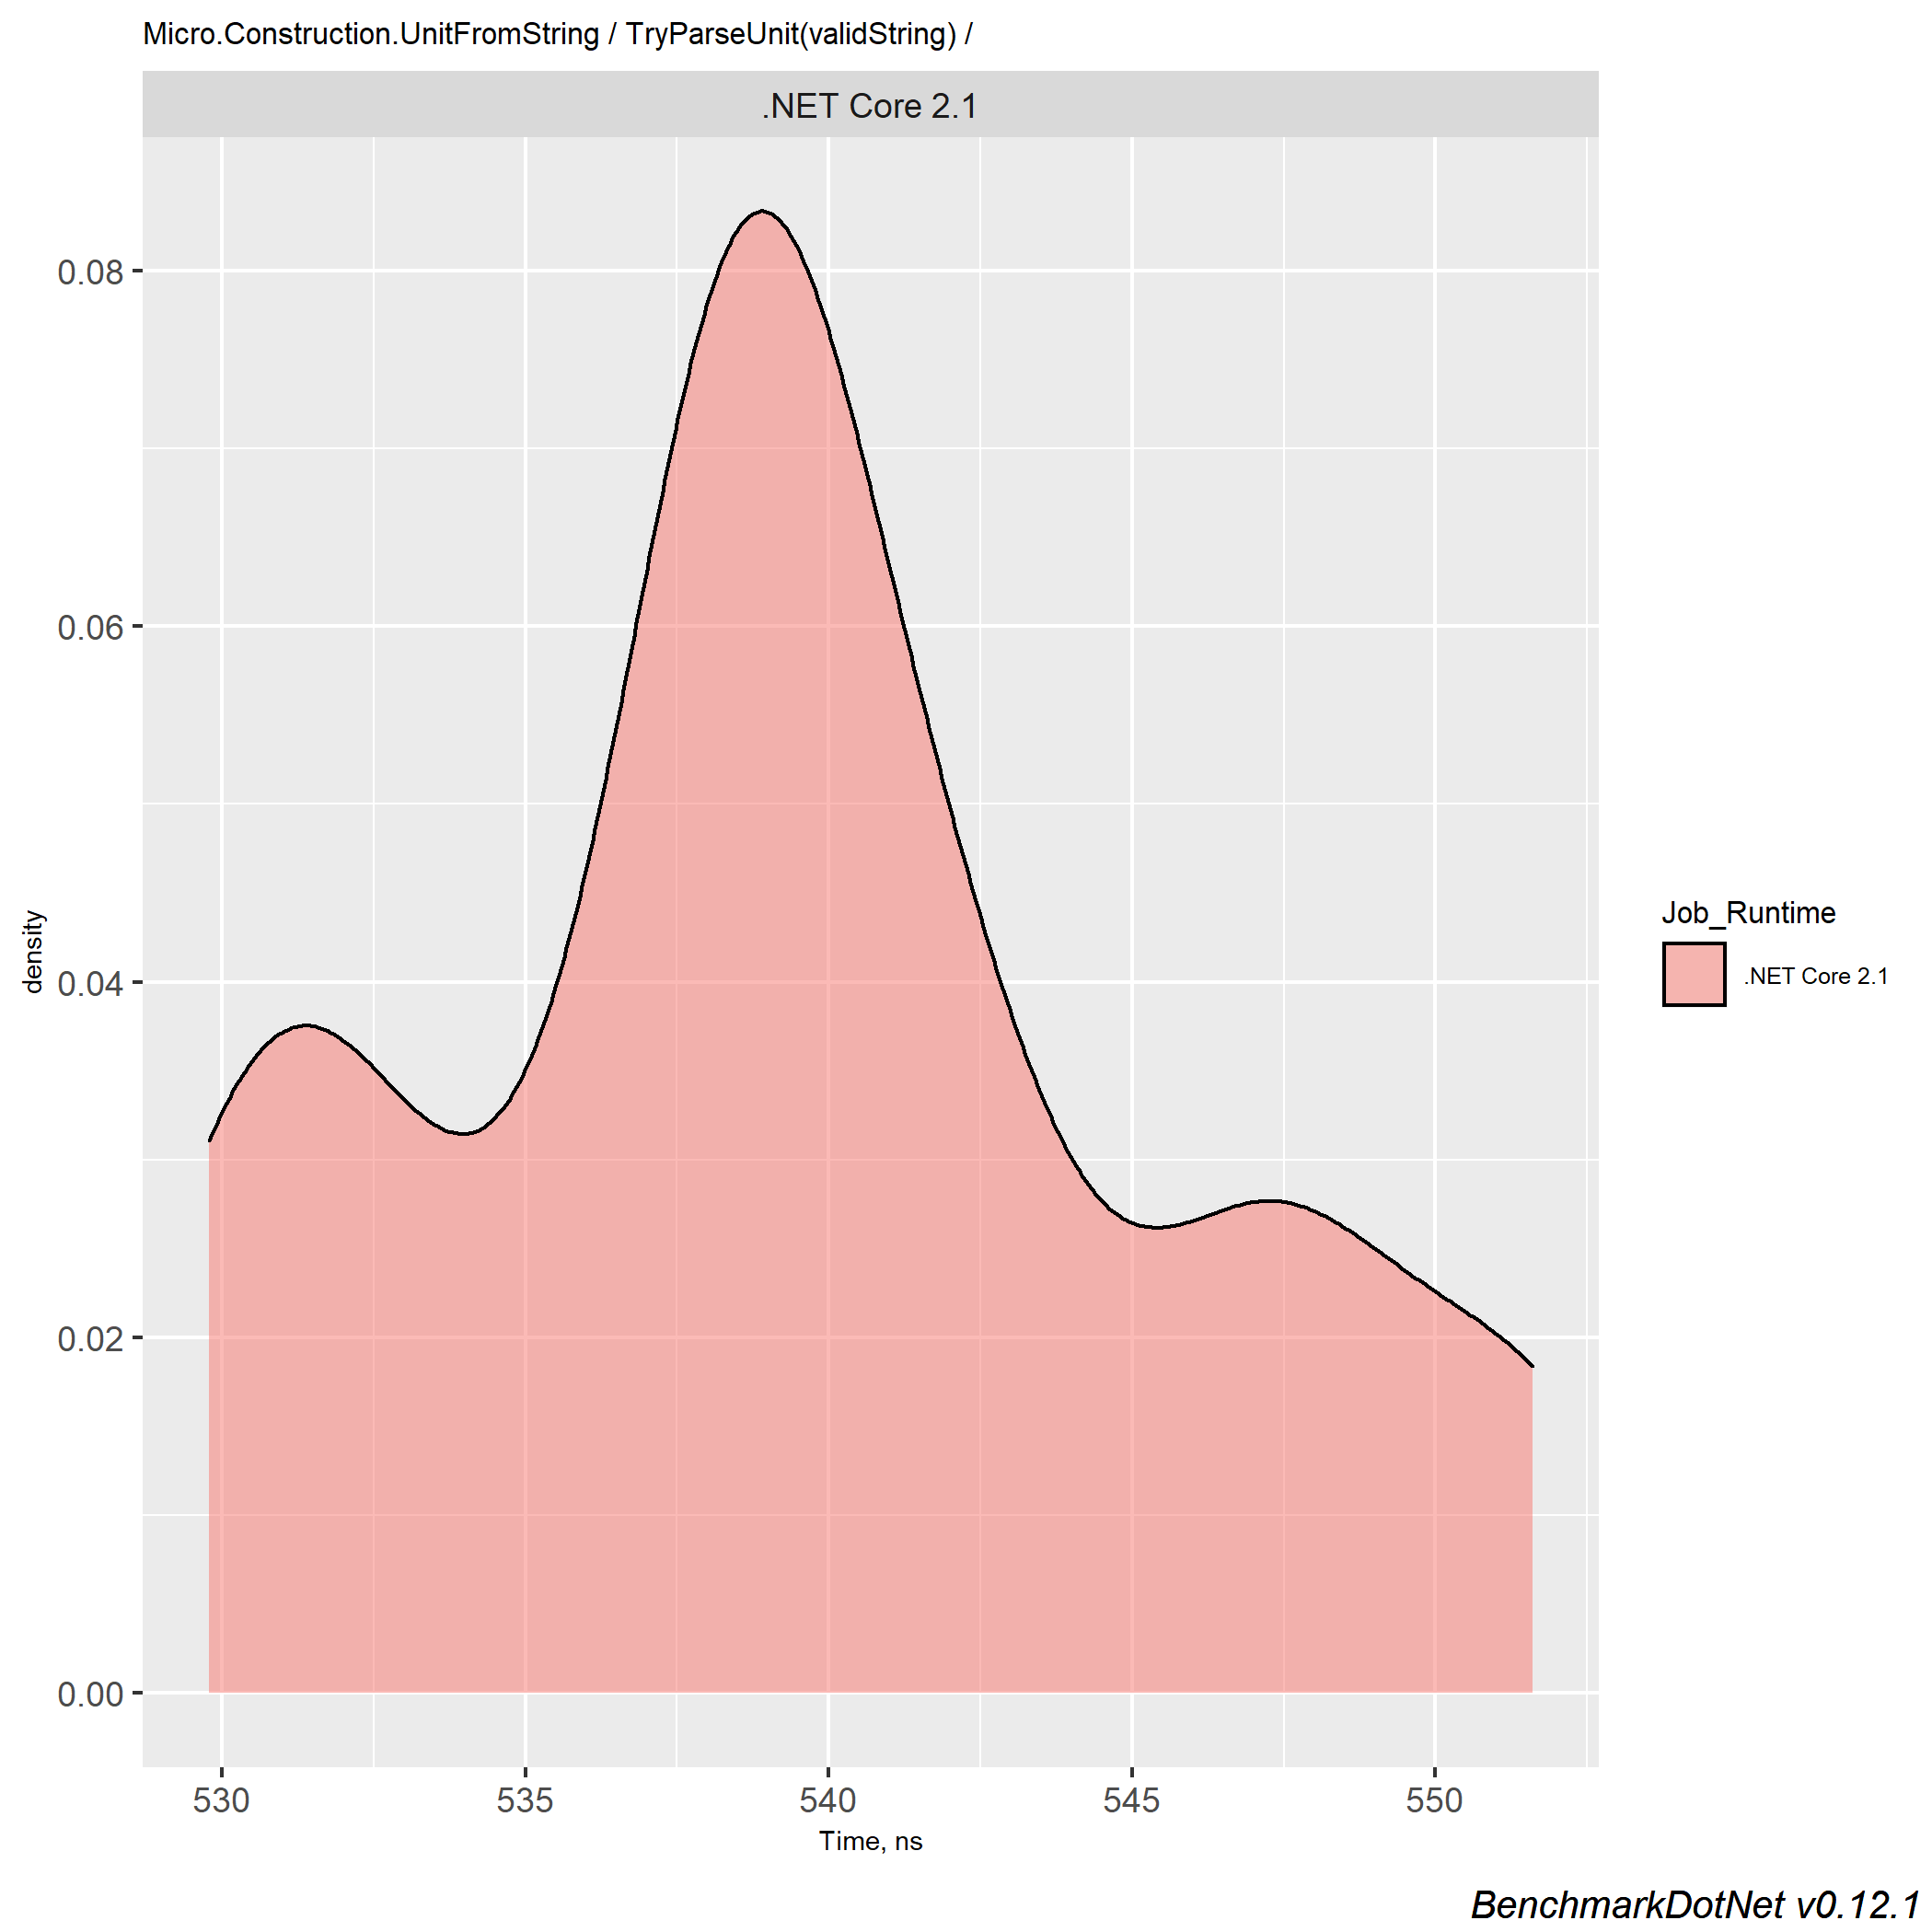 Micro.Construction.UnitFromString / TryParseUnit(validString) /
.NET Core 2.1
0.08
0.06
0.04
0.02
0.00
density
530 535 540 545 550
Time, ns
Job_Runtime
.NET Core 2.1
BenchmarkDotNet v0.12.1